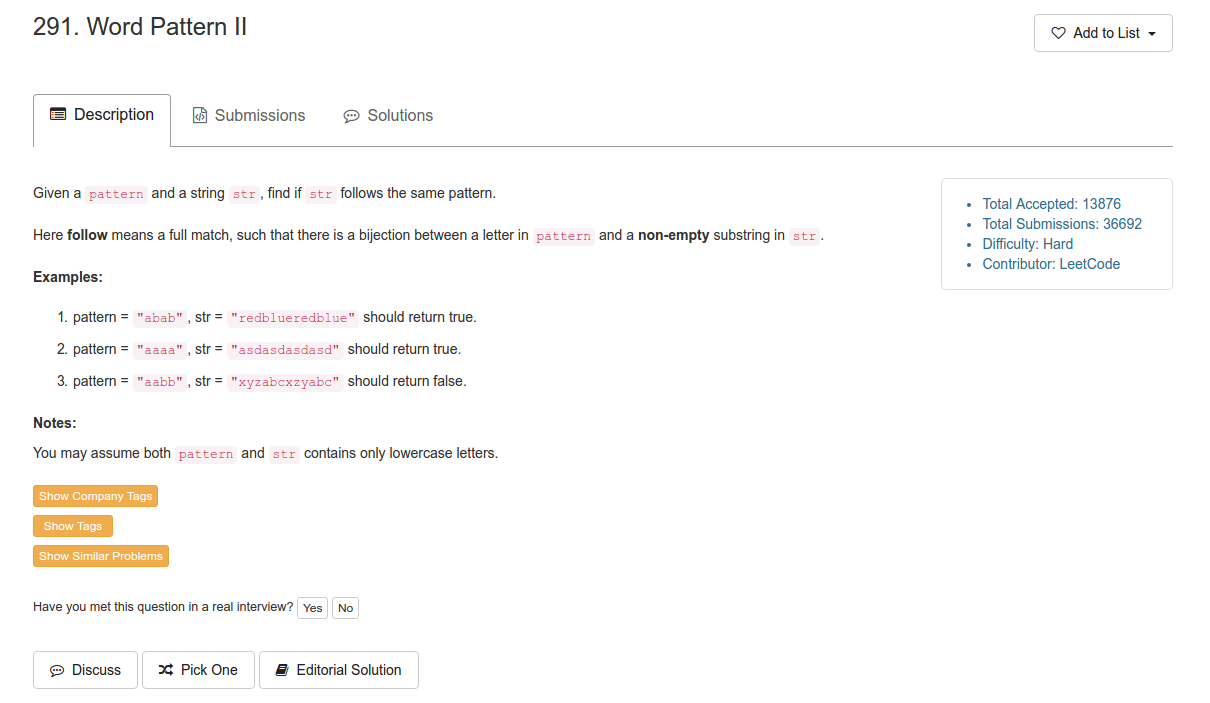 291. Word Pattern II
Add to List
Description
Submissions
Solutions
Given a pattern and a string str, find if str follows the same pattern.
Here follow means a full match, such that there is a bijection between a letter in pattern and a non-empty substring in str.
Examples:
1. pattern = "abab", str = "redblueredblue" should return true.
2. pattern = "aaaa", str = "asdasdasdasd" should return true.
3. pattern = "aabb", str = "xyzabcxzyabc" should return false.
Notes:
You may assume both pattern and str contains only lowercase letters.
Total Accepted: 13876
Total Submissions: 36692
Difficulty: Hard
Contributor: LeetCode
Show Company Tags
Show Tags
Show Similar Problems
Have you met this question in a real interview? Yes No
Discuss
Pick One
Editorial Solution